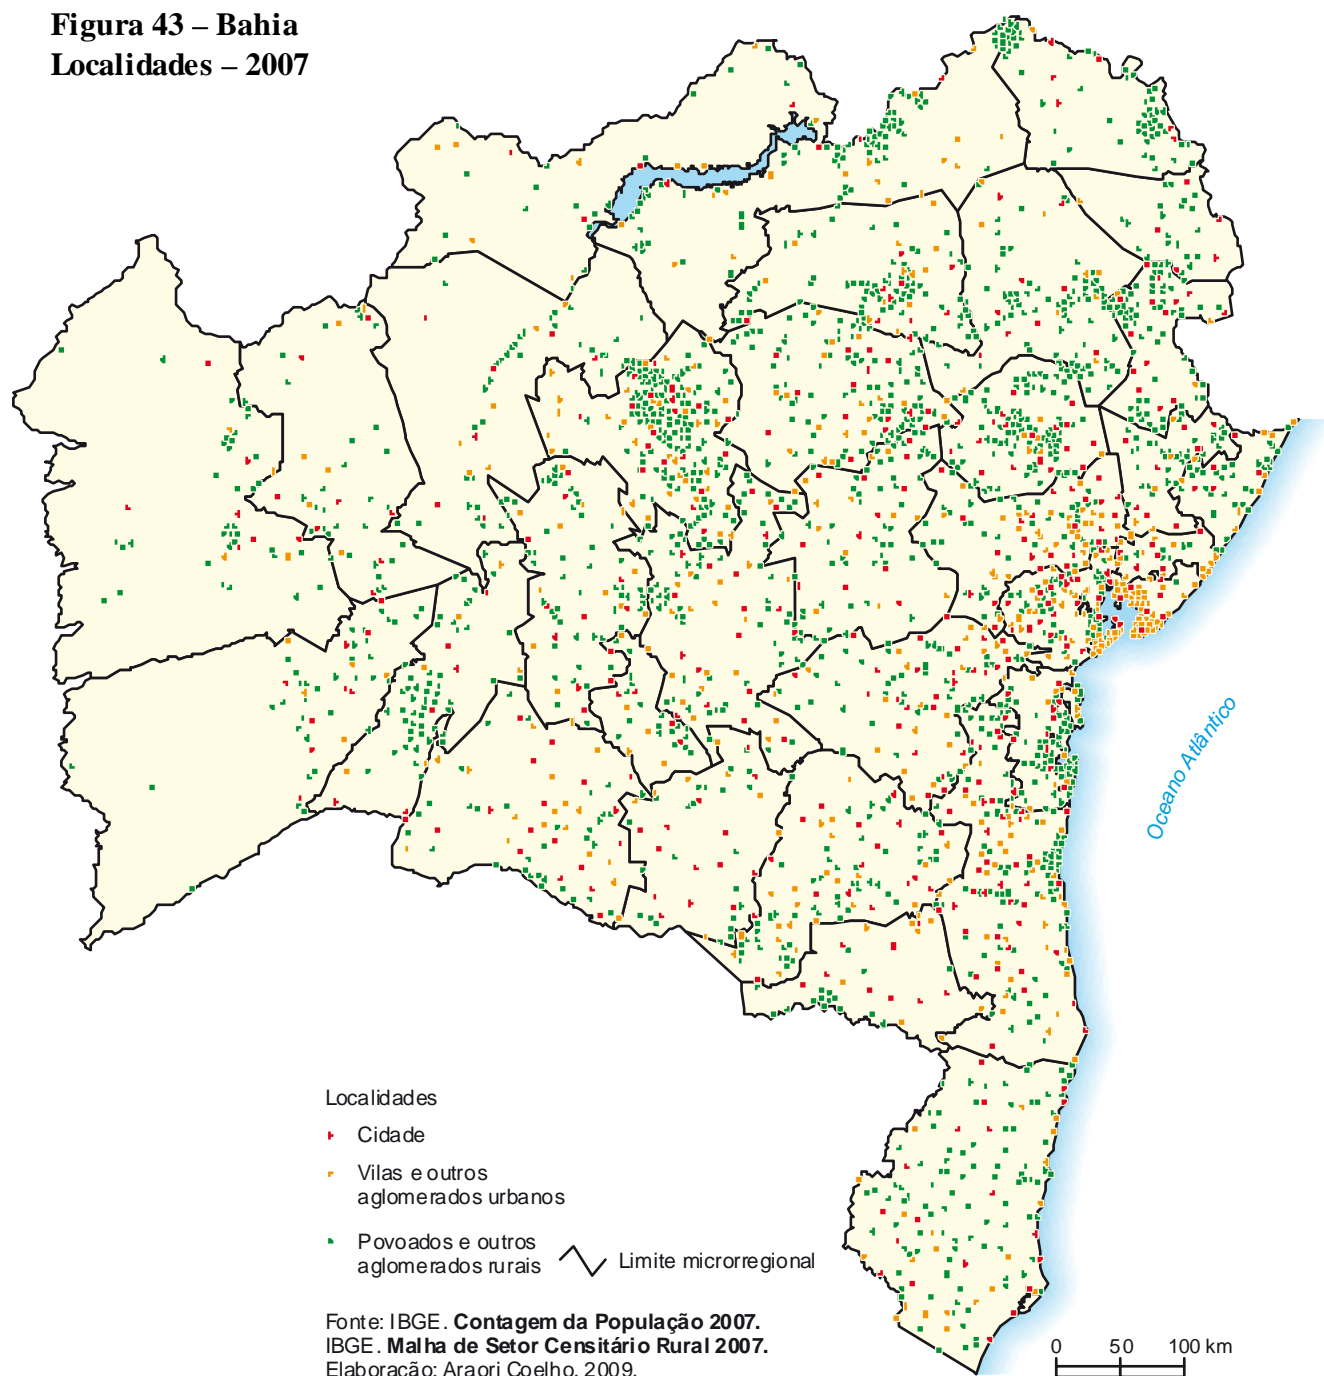 Figura 43 – Bahia
Localidades – 2007
Oceano Atlântico
Localidades
Cidade
Vilas e outros
aglomerados urbanos
Povoados e outros
aglomerados rurais
Limite microrregional
Fonte: IBGE. Contagem da População 2007.
IBGE. Malha de Setor Censitário Rural 2007.
Elaboração: Araori Coelho, 2009.
0 50 100 km